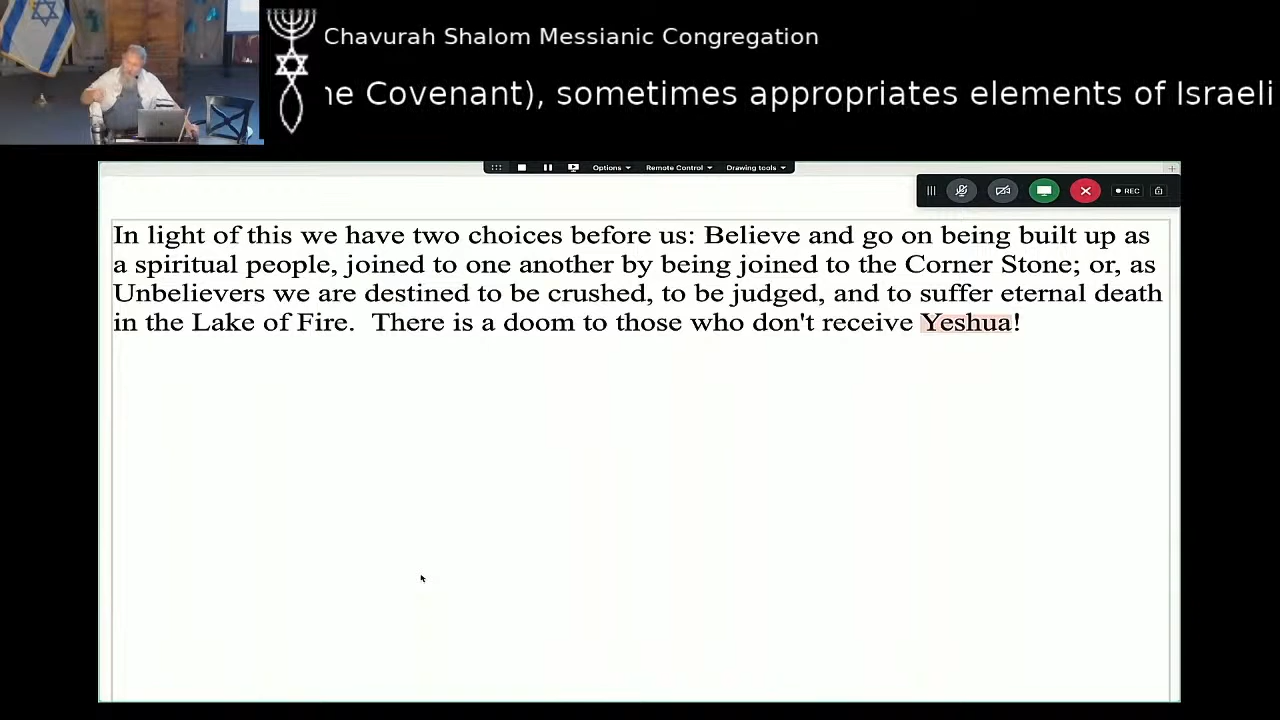 Chavurah Shalom Messianic Congregation
Covenant), sometimes appropriates elements of Israeli
Options
Remote Control
Drawing tools
REC
In light of this we have two choices before us: Believe and go on being built up as
a spiritual people, joined to one another by being joined to the Corner Stone; or, as
Unbelievers we are destined to be crushed, to be judged, and to suffer eternal death
in the Lake of Fire.  There is a doom to those who don't receive Yeshua!